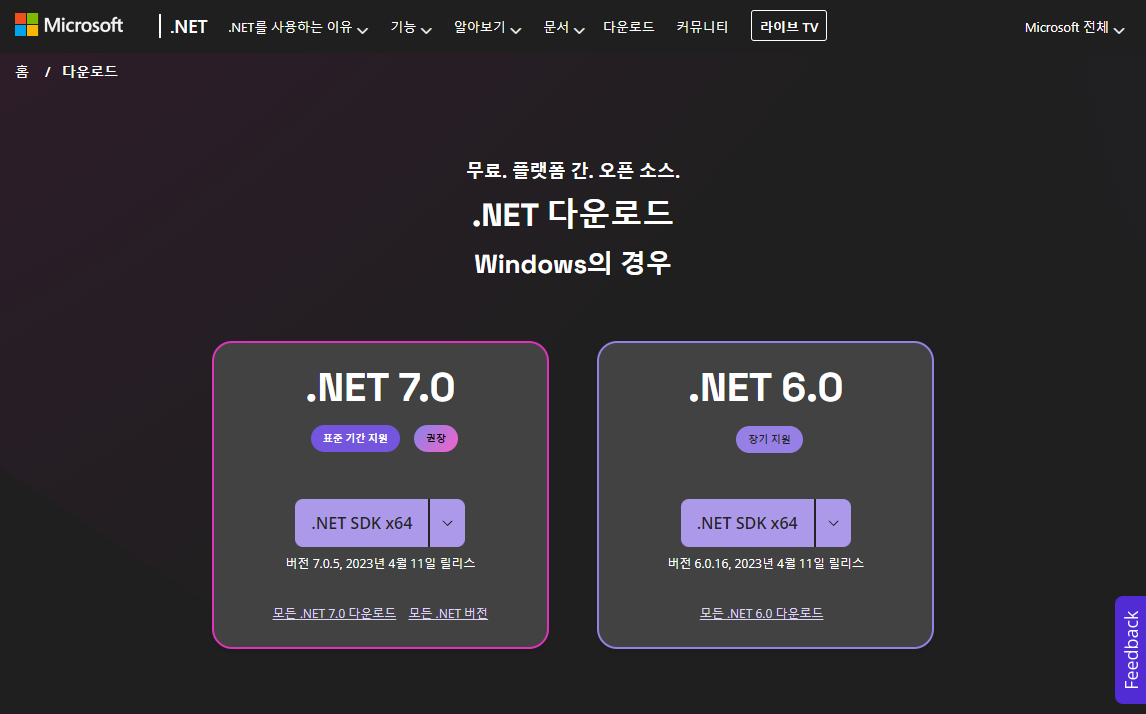 Microsoft .NET .NET를 사용하는 이유 기능 알아보기 문서 다운로드 커뮤니티 라이브 TV Microsoft 전체
홈 / 다운로드
무료. 플랫폼 간. 오픈 소스.
.NET 다운로드
Windows의 경우
.NET 7.0
표준 기간 지원 권장
.NET SDK x64
버전 7.0.5, 2023년 4월 11일 릴리스
모든 .NET 7.0 다운로드 모든 .NET 버전
.NET 6.0
장기 지원
.NET SDK x64
버전 6.0.16, 2023년 4월 11일 릴리스
모든 .NET 6.0 다운로드
Feedback